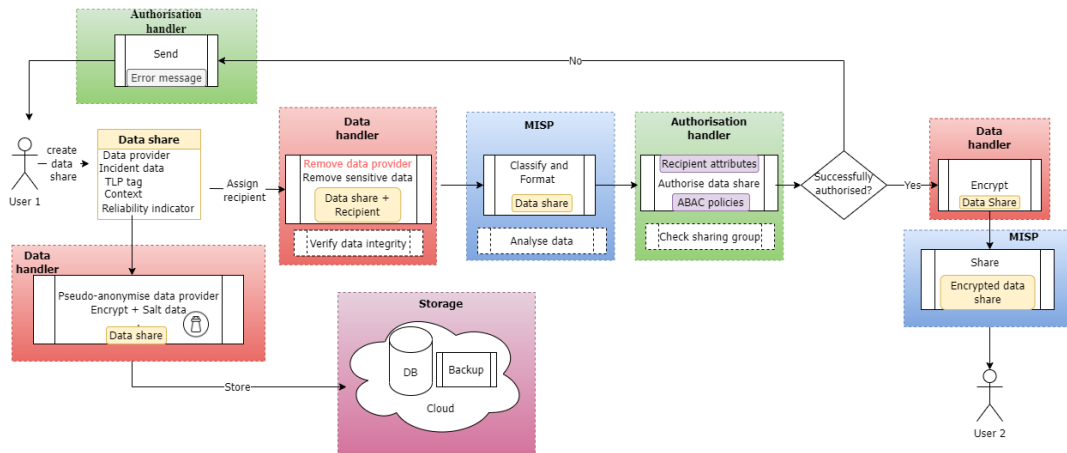 Authorisation
handler
Send
Error message
No
User 1
create
data
share
Data share
Data provider
Incident data
TLP tag
Context
Reliability indicator
Assign
recipient
Data
handler
Remove data provider
Remove sensitive data
Data share +
Recipient
Verify data integrity
MISP
Classify and
Format
Data share
Analyse data
Authorisation
handler
Recipient attributes
Authorise data share
ABAC policies
Check sharing group
Successfully
authorised?
Yes
Data
handler
Encrypt
Data Share
MISP
Share
Encrypted data
share
User 2
Data
handler
Pseudo-anonymise data provider
Encrypt + Salt data
Data share
Store
Storage
DB
Backup
Cloud